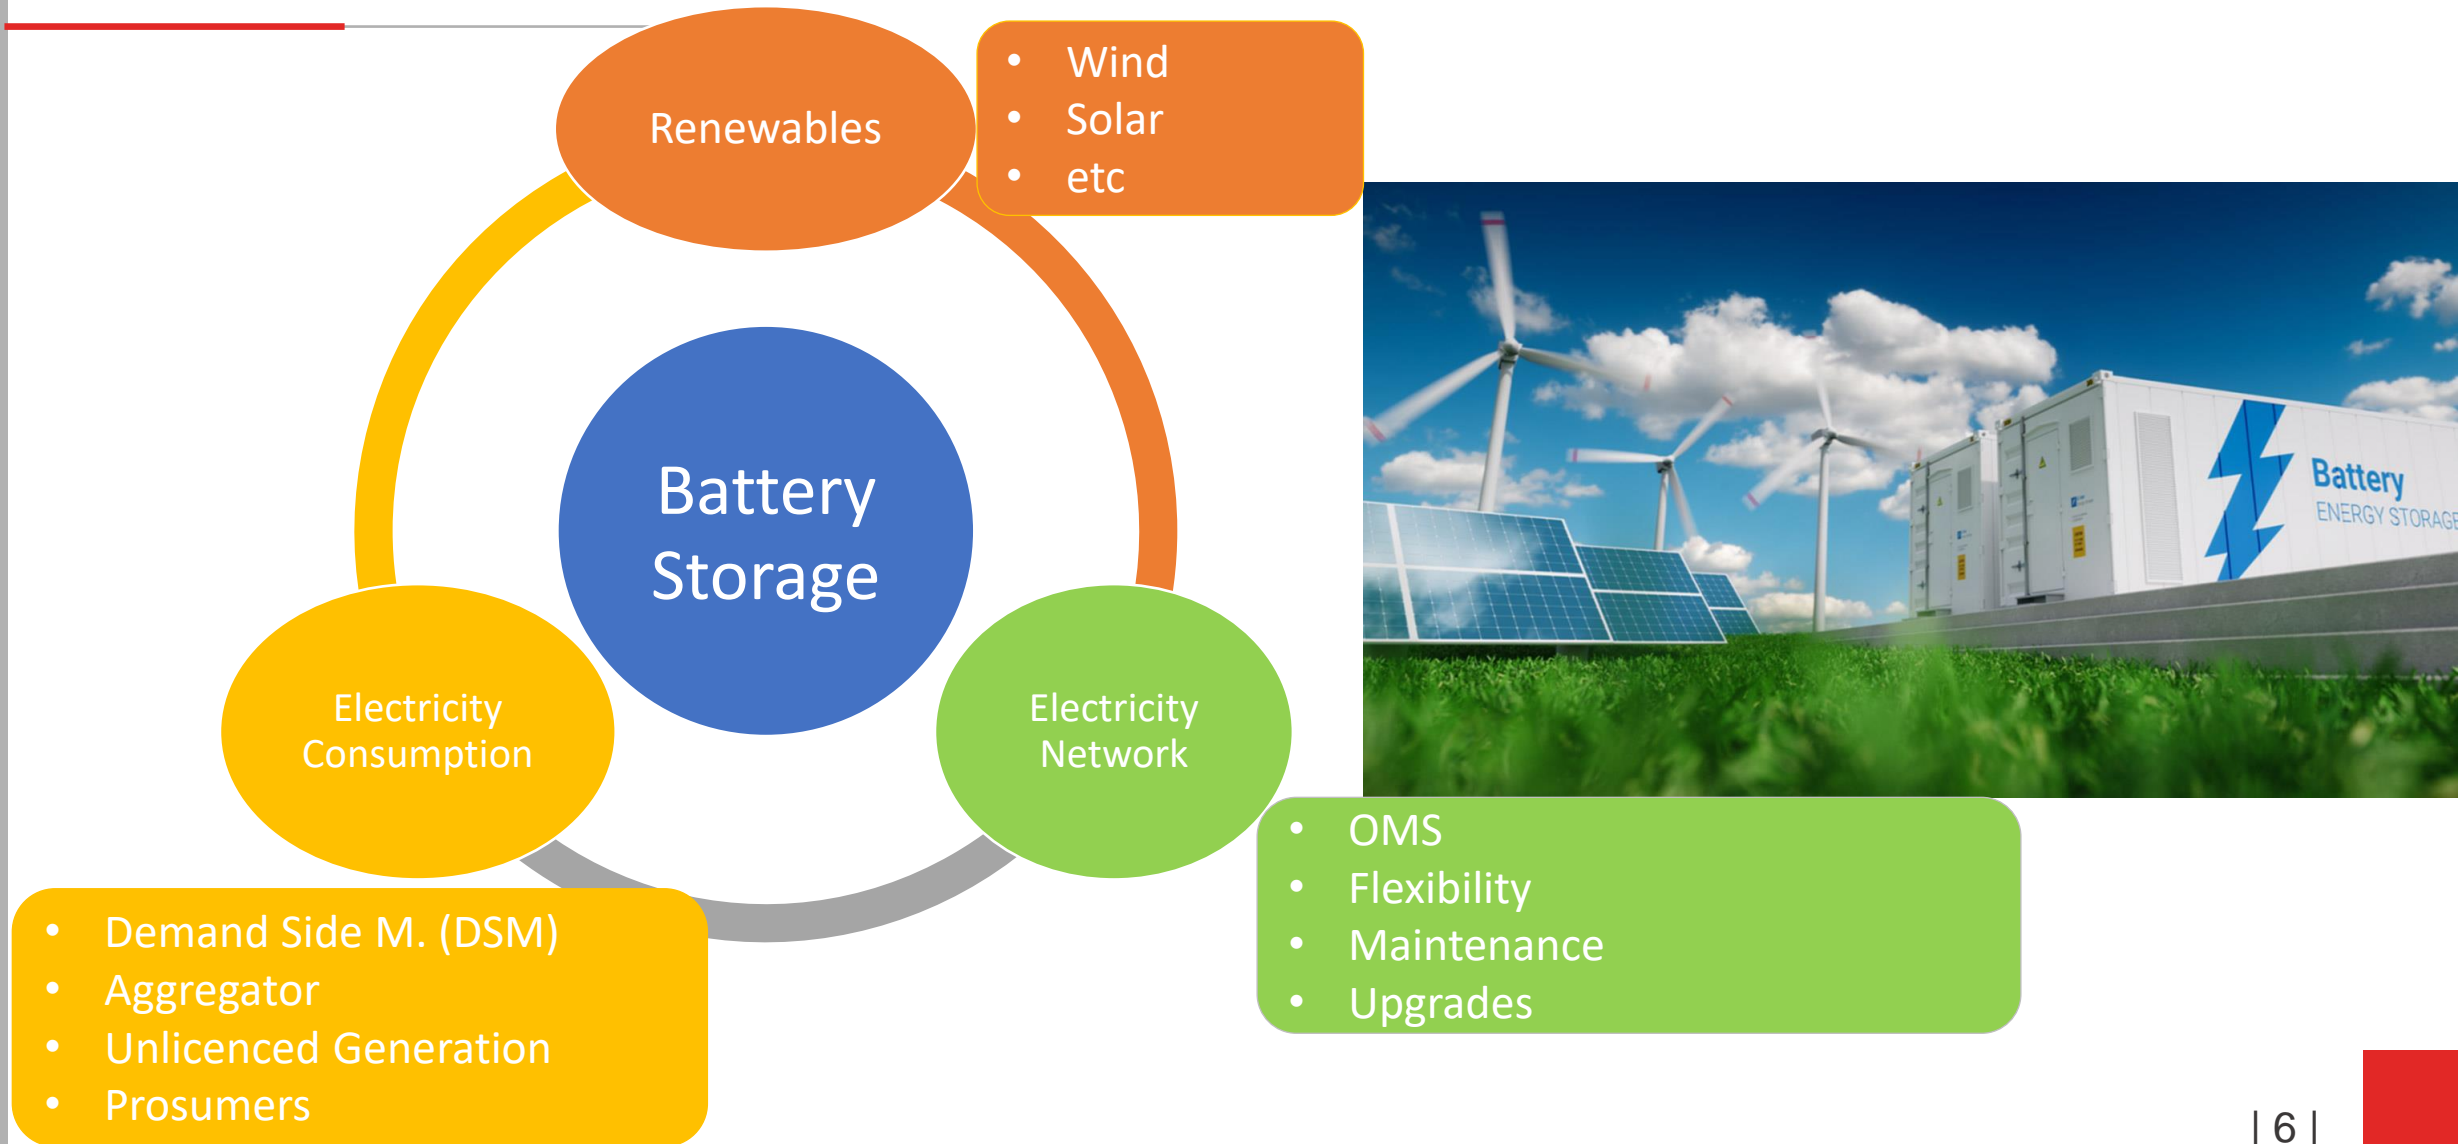 Renewables
Wind
Solar
etc
Battery
Storage
Battery
ENERGY STORAGE
Electricity
Consumption
Electricity
Network
OMS
Flexibility
Maintenance
Upgrades
Demand Side M. (DSM)
Aggregator
Unlicenced Generation
Prosumers
| 6 |